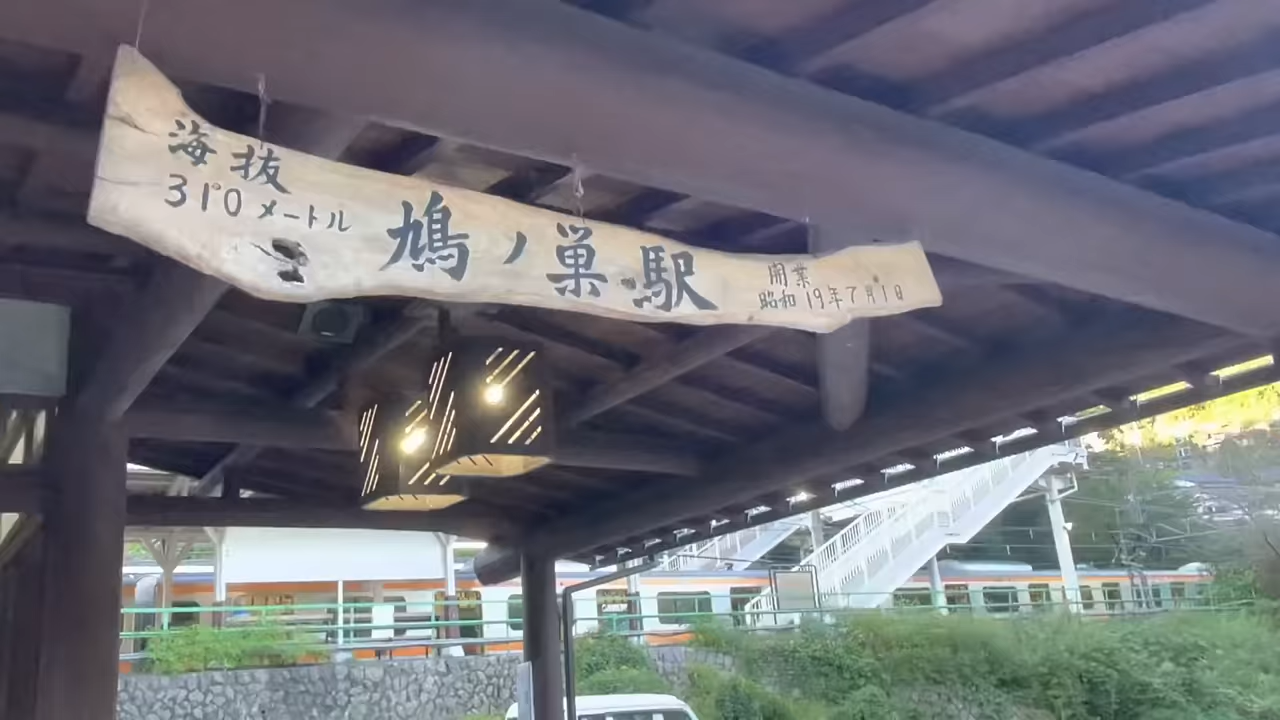 海抜
310メートル
鳩ノ巣駅
開業
昭和19年7月1日